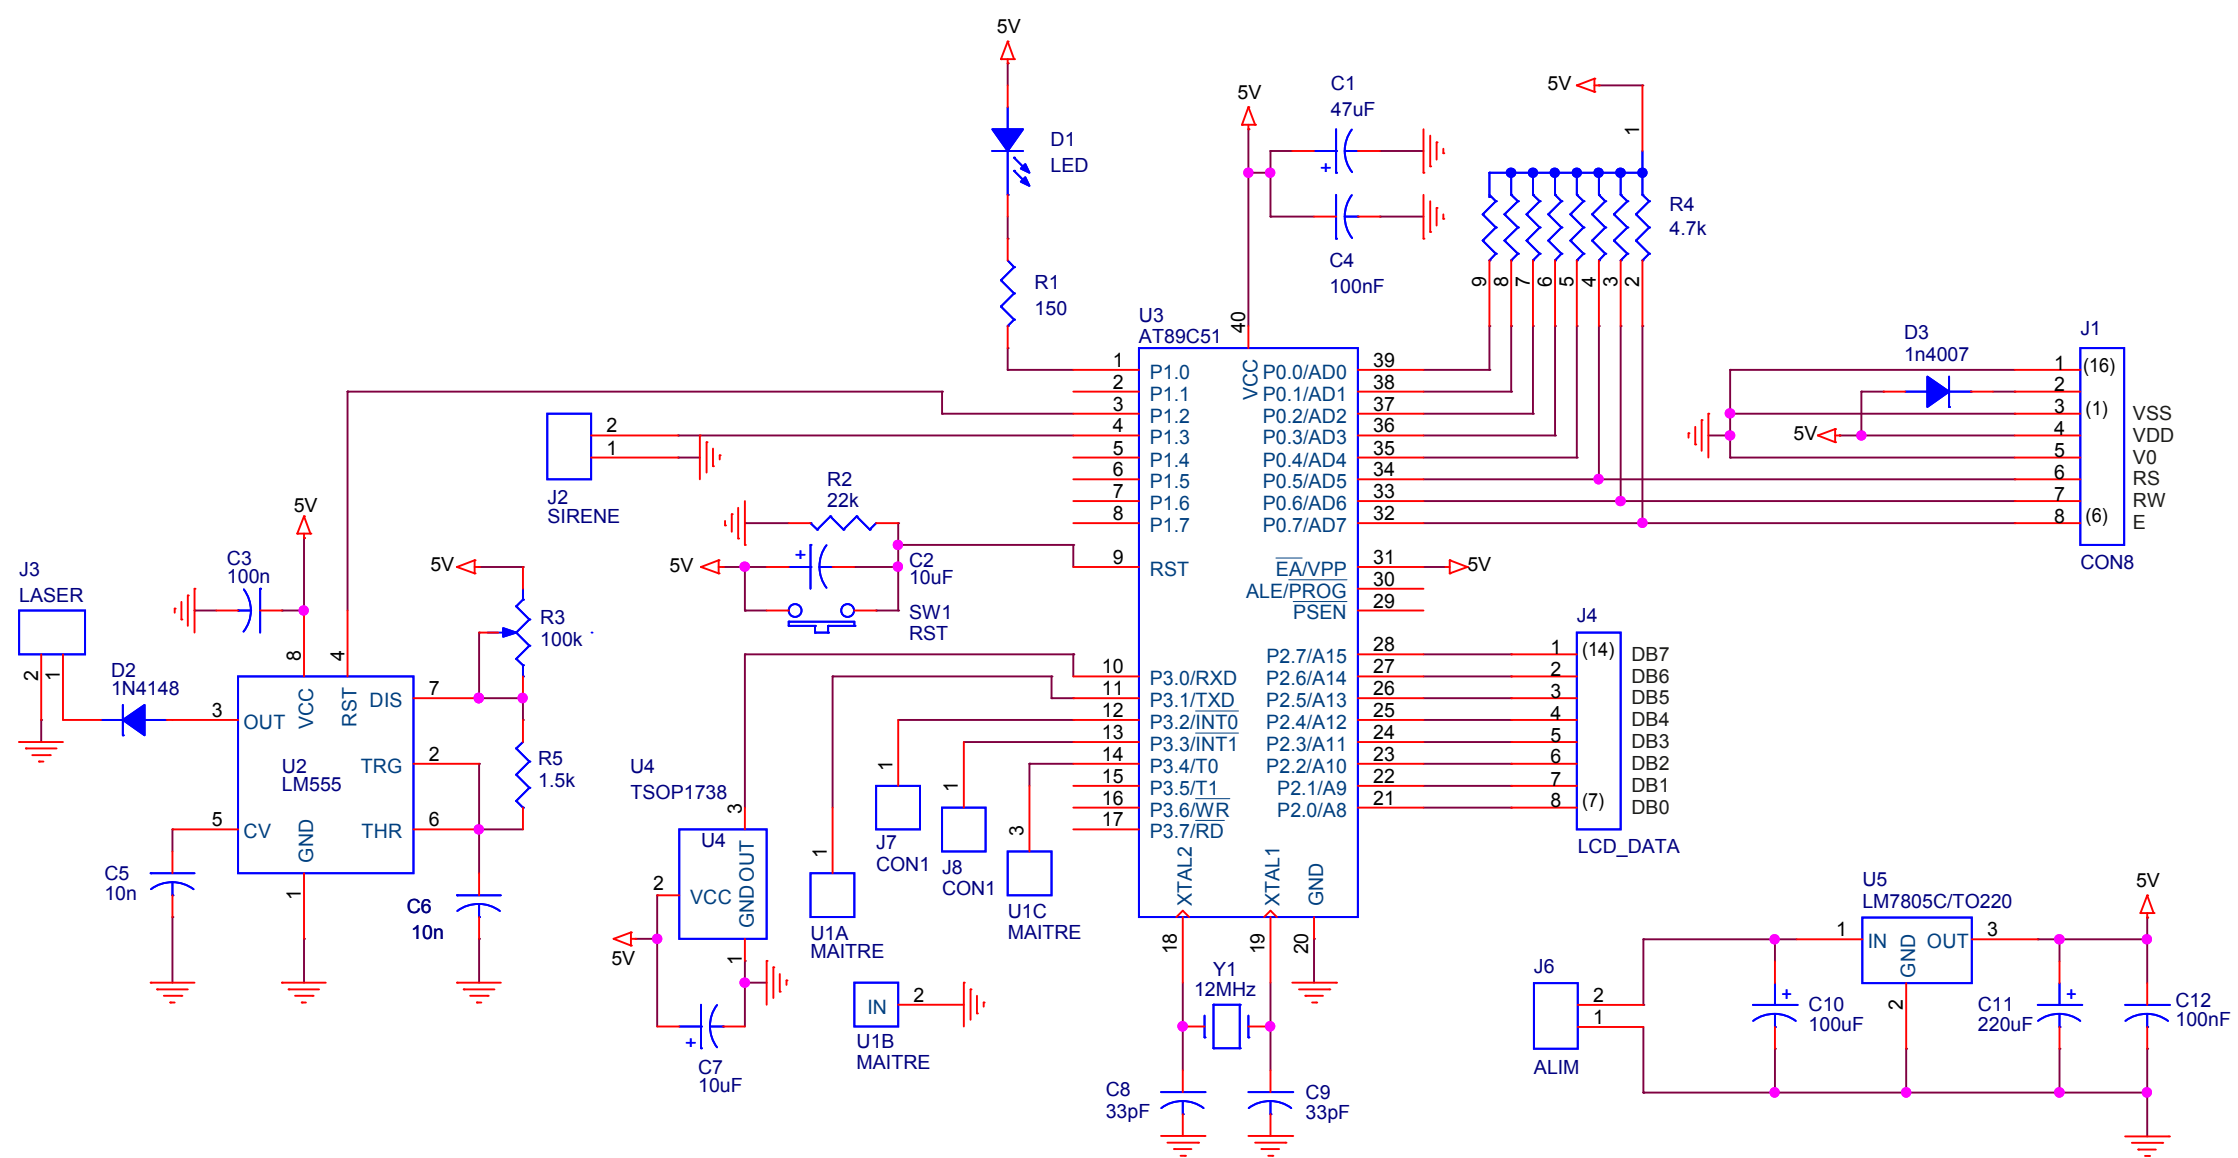 5V
D1
LED
R1
150
5V
C1
47uF
C4
100nF
5V
1
R4
4.7k
9
8
7
6
5
4
3
2
U3
AT89C51
40
VCC
1
P1.0
2
P1.1
3
P1.2
4
P1.3
5
P1.4
6
P1.5
7
P1.6
8
P1.7
9
RST
10
P3.0/RXD
11
P3.1/TXD
12
P3.2/INT0
13
P3.3/INT1
14
P3.4/T0
15
P3.5/T1
16
P3.6/WR
17
P3.7/RD
39
P0.0/AD0
38
P0.1/AD1
37
P0.2/AD2
36
P0.3/AD3
35
P0.4/AD4
34
P0.5/AD5
33
P0.6/AD6
32
P0.7/AD7
31
EA/VPP
5V
30
ALE/PROG
29
PSEN
28
P2.7/A15
27
P2.6/A14
26
P2.5/A13
25
P2.4/A12
24
P2.3/A11
23
P2.2/A10
22
P2.1/A9
21
P2.0/A8
XTAL2
XTAL1
GND
18
19
20
Y1
12MHz
C8
33pF
C9
33pF
D3
1n4007
5V
J1
1
(16)
2
3
(1)
VSS
4
VDD
5
V0
6
RS
7
RW
8
(6)
E
CON8
J4
1
(14)
DB7
2
DB6
3
DB5
4
DB4
5
DB3
6
DB2
7
DB1
8
(7)
DB0
LCD_DATA
2
1
J2
SIRENE
R2
22k
5V
C2
10uF
SW1
RST
5V
C3
100n
J3
LASER
2
1
D2
1N4148
8
4
5V
R3
100k
VCC
RST
DIS
7
3
OUT
U2
LM555
TRG
2
R5
1.5k
5
CV
GND
THR
6
C5
10n
1
C6
10n
U4
TSOP1738
3
U4
OUT
2
VCC
GND
5V
1
C7
10uF
1
U1A
MAITRE
1
J7
CON1
1
J8
CON1
3
U1C
MAITRE
IN
2
U1B
MAITRE
J6
2
1
ALIM
U5
LM7805C/TO220
5V
1
IN
GND
OUT
3
2
C10
100uF
C11
220uF
C12
100nF